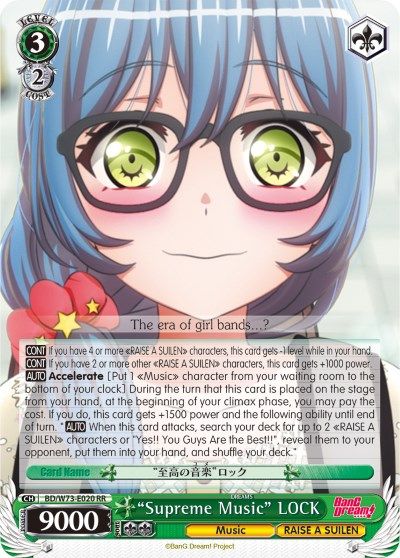 LEVEL
3
2
COST
The era of girl bands...?
CONT If you have 4 or more «RAISE A SUILEN» characters, this card gets -1 level while in your hand.
CONT If you have 2 or more other «RAISE A SUILEN» characters, this card gets +1000 power.
AUTO Accelerate [Put 1 «Music» character from your waiting room to the
bottom of your clock] During the turn that this card is placed on the stage
from your hand, at the beginning of your climax phase, you may pay the
cost. If you do, this card gets +1500 power and the following ability until end
of turn. "AUTO When this card attacks, search your deck for up to 2 «RAISE A
SUILEN» characters or "Yes!! You Guys Are the Best!!", reveal them to your
opponent, put them into your hand, and shuffle your deck."
Card Name
"至高の音楽"ロック
BD/W73-E020 RR
DREAMS
"Supreme Music" LOCK
BanG Dream!
POWER
9000
Music
RAISE A SUILEN
©BanG Dream! Project